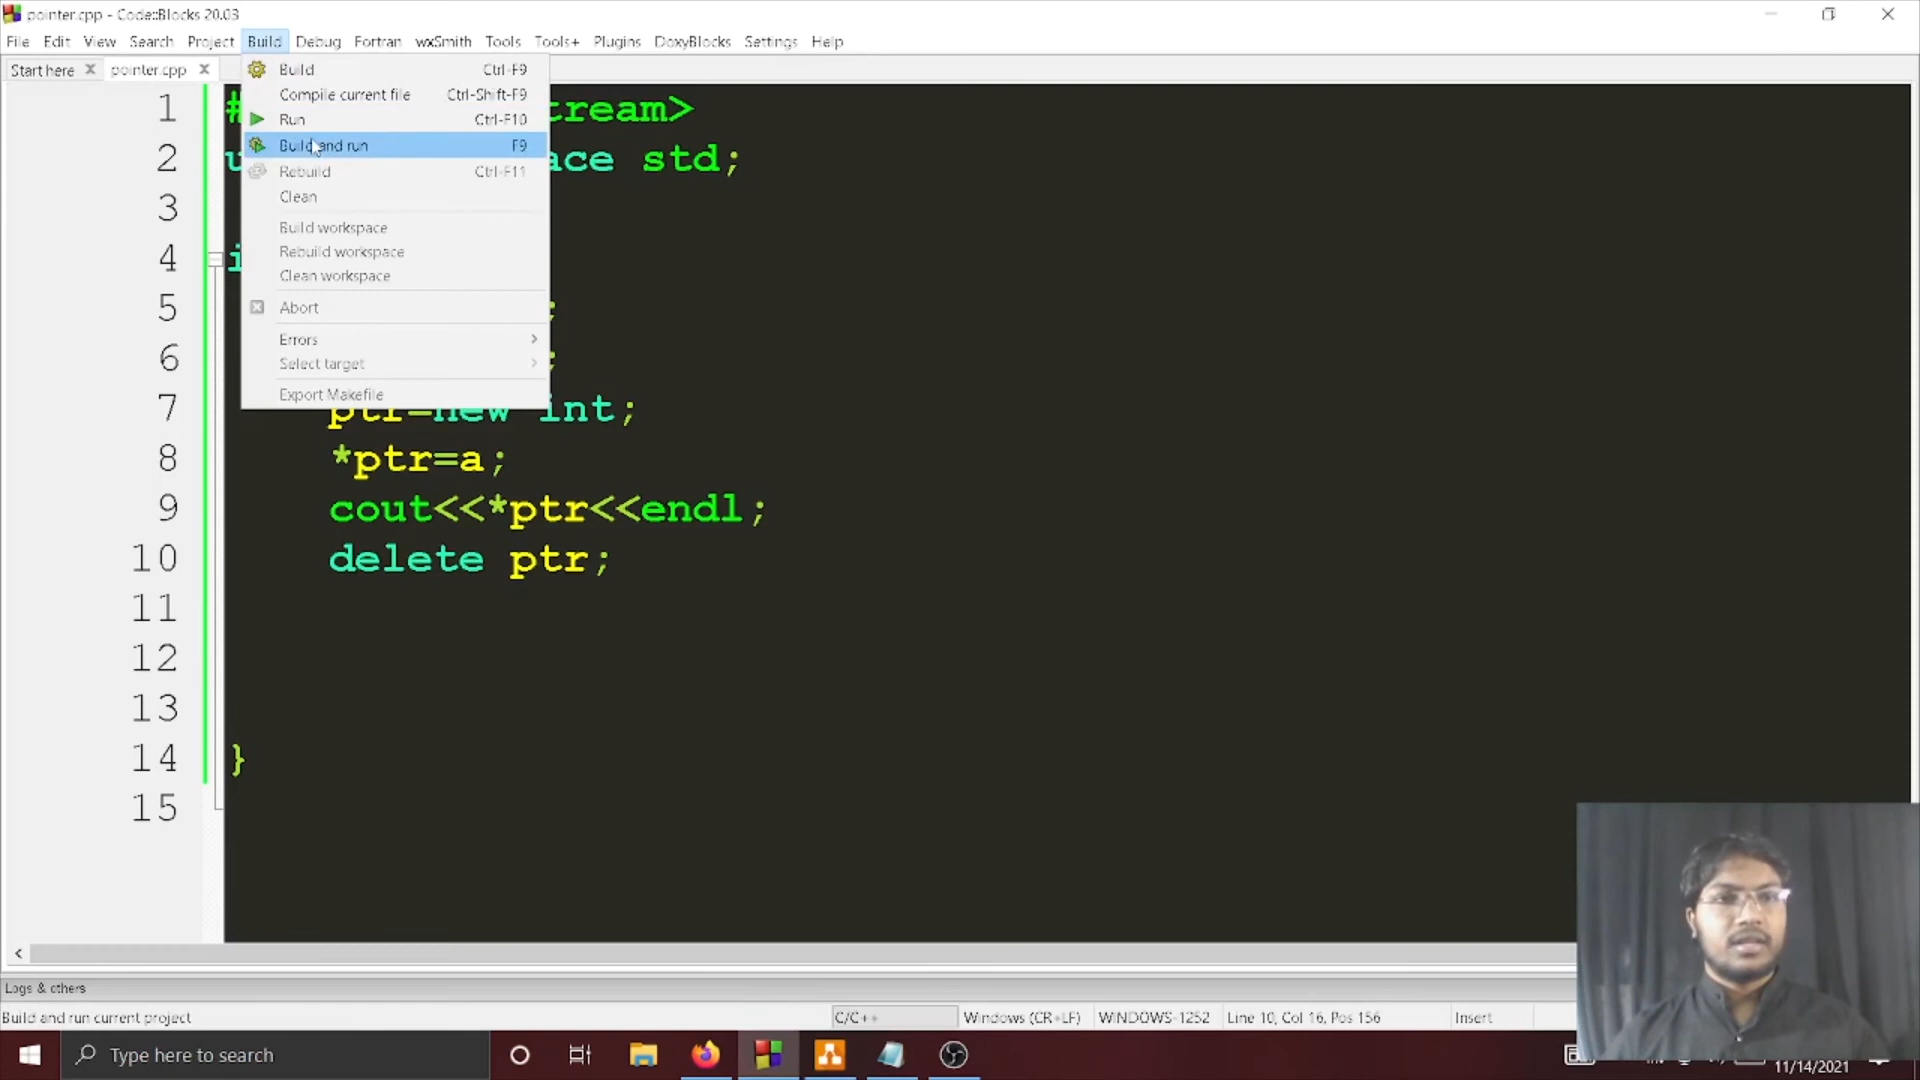 pointer.cpp - Code::Blocks 20.03
File Edit View Search Project Build Debug Fortran wxSmith Tools Tools+ Plugins DoxyBlocks Settings Help
Start here pointer.cpp
Build Ctrl-F9
Compile current file Ctrl-Shift-F9
Run Ctrl-F10
Build and run F9
Rebuild Ctrl-F11
Clean
Build workspace
Rebuild workspace
Clean workspace
Abort
Errors
Select target
Export Makefile
1 # tream>
2 u ace std;
3
4 i
5 ;
6 ;
7 ptr=new int;
8 *ptr=a;
9 cout<<*ptr<<endl;
10 delete ptr;
11
12
13
14 }
15
Logs & others
Build and run current project C/C++ Windows (CR+LF) WINDOWS-1252 Line 10, Col 16, Pos 156 Insert
Type here to search
11/14/2021